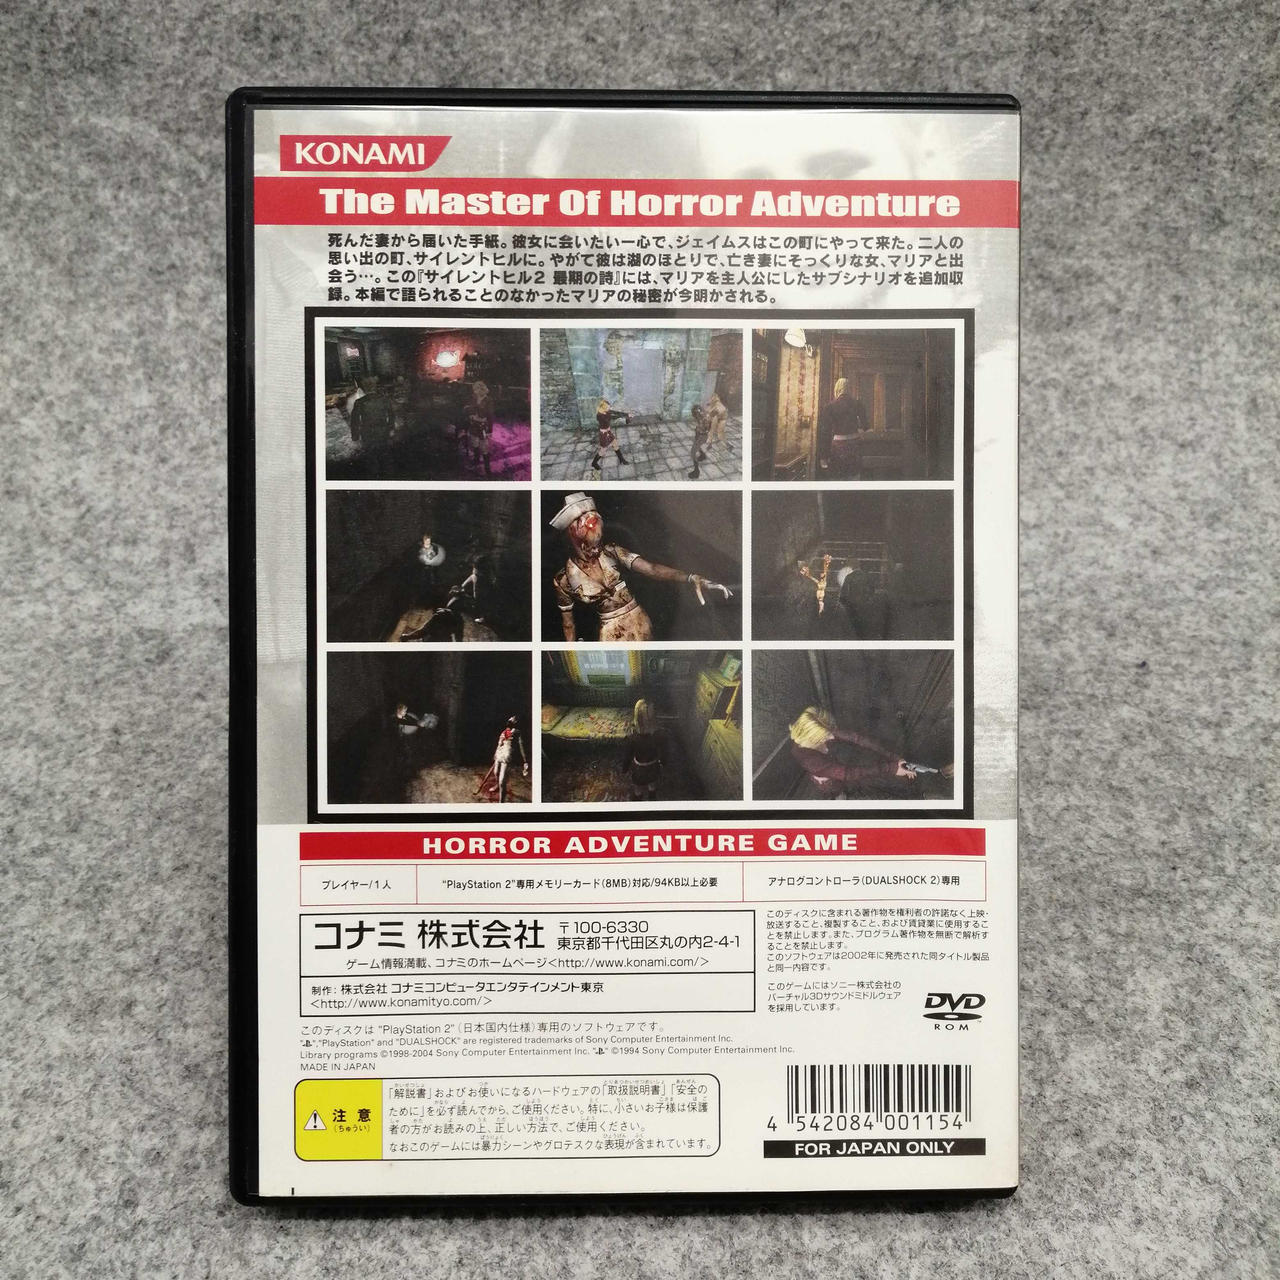 KONAMI
The Master Of Horror Adventure
死んだ妻から届いた手紙。彼女に会いたい一心で、ジェイムスはこの町にやって来た。二人の
思い出の町、サイレントヒルに。やがて彼は湖のほとりで、亡き妻にそっくりな女、マリアと出
会う…。この『サイレントヒル2 最期の詩』には、マリアを主人公にしたサブシナリオを追加収
録。本編で語られることのなかったマリアの秘密が今明かされる。
HORROR ADVENTURE GAME
プレイヤー/1人
"PlayStation 2"専用メモリーカード(8MB)対応/94KB以上必要
アナログコントローラ(DUALSHOCK 2)専用
コナミ 株式会社
〒100-6330
東京都千代田区丸の内2-4-1
ゲーム情報満載、コナミのホームページ<http://www.konami.com/>
制作: 株式会社 コナミコンピュータエンタテインメント東京
<http://www.konamityo.com/>
このディスクに含まれる著作物を権利者の許諾なく上映・
放送すること、複製すること、および賃貸業に使用するこ
とを禁止します。また、プログラム著作物を無断で解析す
ることを禁止します。
このソフトウェアは2002年に発売された同タイトル製品
と同一内容です。
このゲームにはソニー株式会社の
バーチャル3Dサウンドミドルウェア
を採用しています。
DVD
ROM
このディスクは "PlayStation 2" (日本国内仕様) 専用のソフトウェアです。
"PlayStation" and "DUALSHOCK" are registered trademarks of Sony Computer Entertainment Inc.
Library programs ©1998-2004 Sony Computer Entertainment Inc. ©1994 Sony Computer Entertainment Inc.
MADE IN JAPAN
注意
(ちゅうい)
「解説書」およびお使いになるハードウェアの「取扱説明書」「安全の
ために」を必ず読んでから、ご使用ください。特に、小さいお子様は保護
者の方がお読みの上、正しい方法で、ご使用ください。
なおこのゲームには暴力シーンやグロテスクな表現が含まれています。
4 542084 001154
FOR JAPAN ONLY